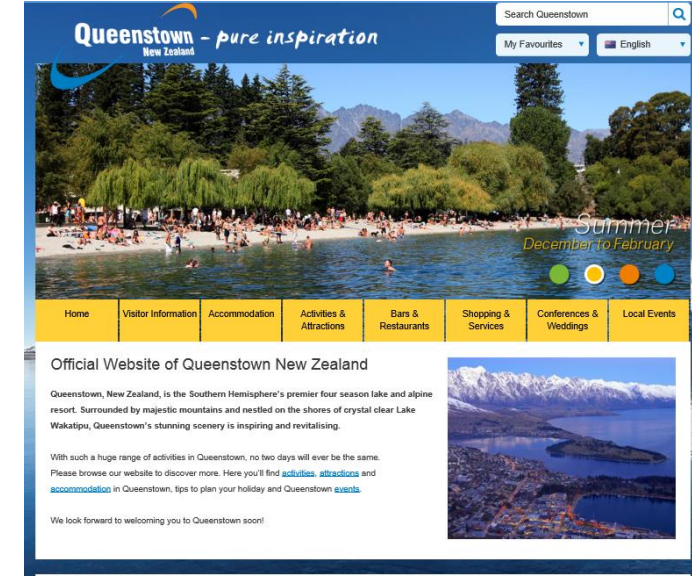 Search Queenstown
Queenstown
New Zealand
- pure inspiration
My Favourites
English
Summer
December to February
Home
Visitor Information
Accommodation
Activities &
Attractions
Bars &
Restaurants
Shopping &
Services
Conferences &
Weddings
Local Events
Official Website of Queenstown New Zealand
Queenstown, New Zealand, is the Southern Hemisphere's premier four season lake and alpine
resort. Surrounded by majestic mountains and nestled on the shores of crystal clear Lake
Wakatipu, Queenstown's stunning scenery is inspiring and revitalising.
With such a huge range of activities in Queenstown, no two days will ever be the same.
Please browse our website to discover more. Here you'll find activities, attractions and
accommodation in Queenstown, tips to plan your holiday and Queenstown events.
We look forward to welcoming you to Queenstown soon!